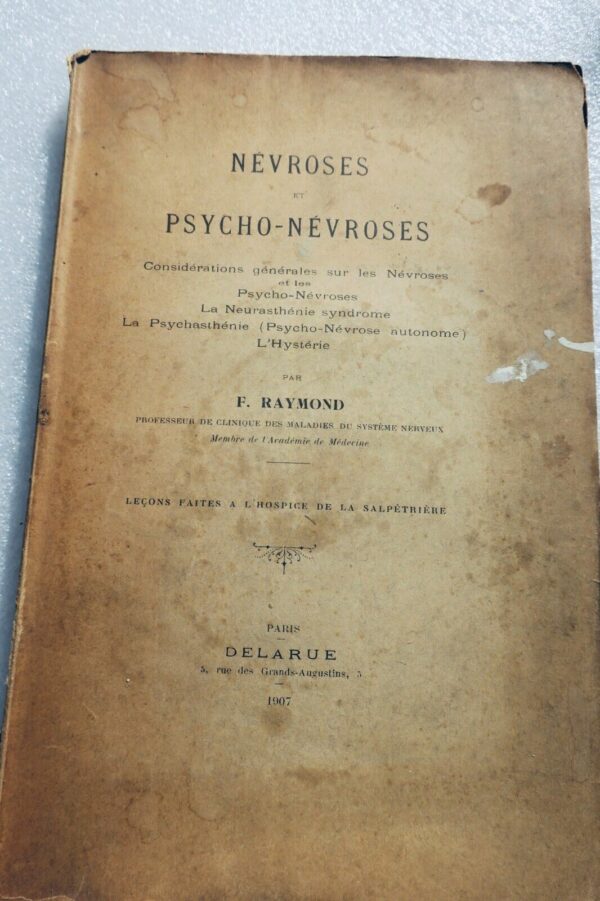 NÉVROSES
ET
PSYCHO-NÉVROSES
Considérations générales sur les Névroses
et les
Psycho-Névroses
La Neurasthénie syndrome
La Psychasthénie (Psycho-Névrose autonome)
L'Hystérie
PAR
F. RAYMOND
PROFESSEUR DE CLINIQUE DES MALADIES DU SYSTÈME NERVEUX
Membre de l'Académie de Médecine
LEÇONS FAITES A L'HOSPICE DE LA SALPÉTRIÈRE
PARIS
DELARUE
5, rue des Grands-Augustins, 5
1907